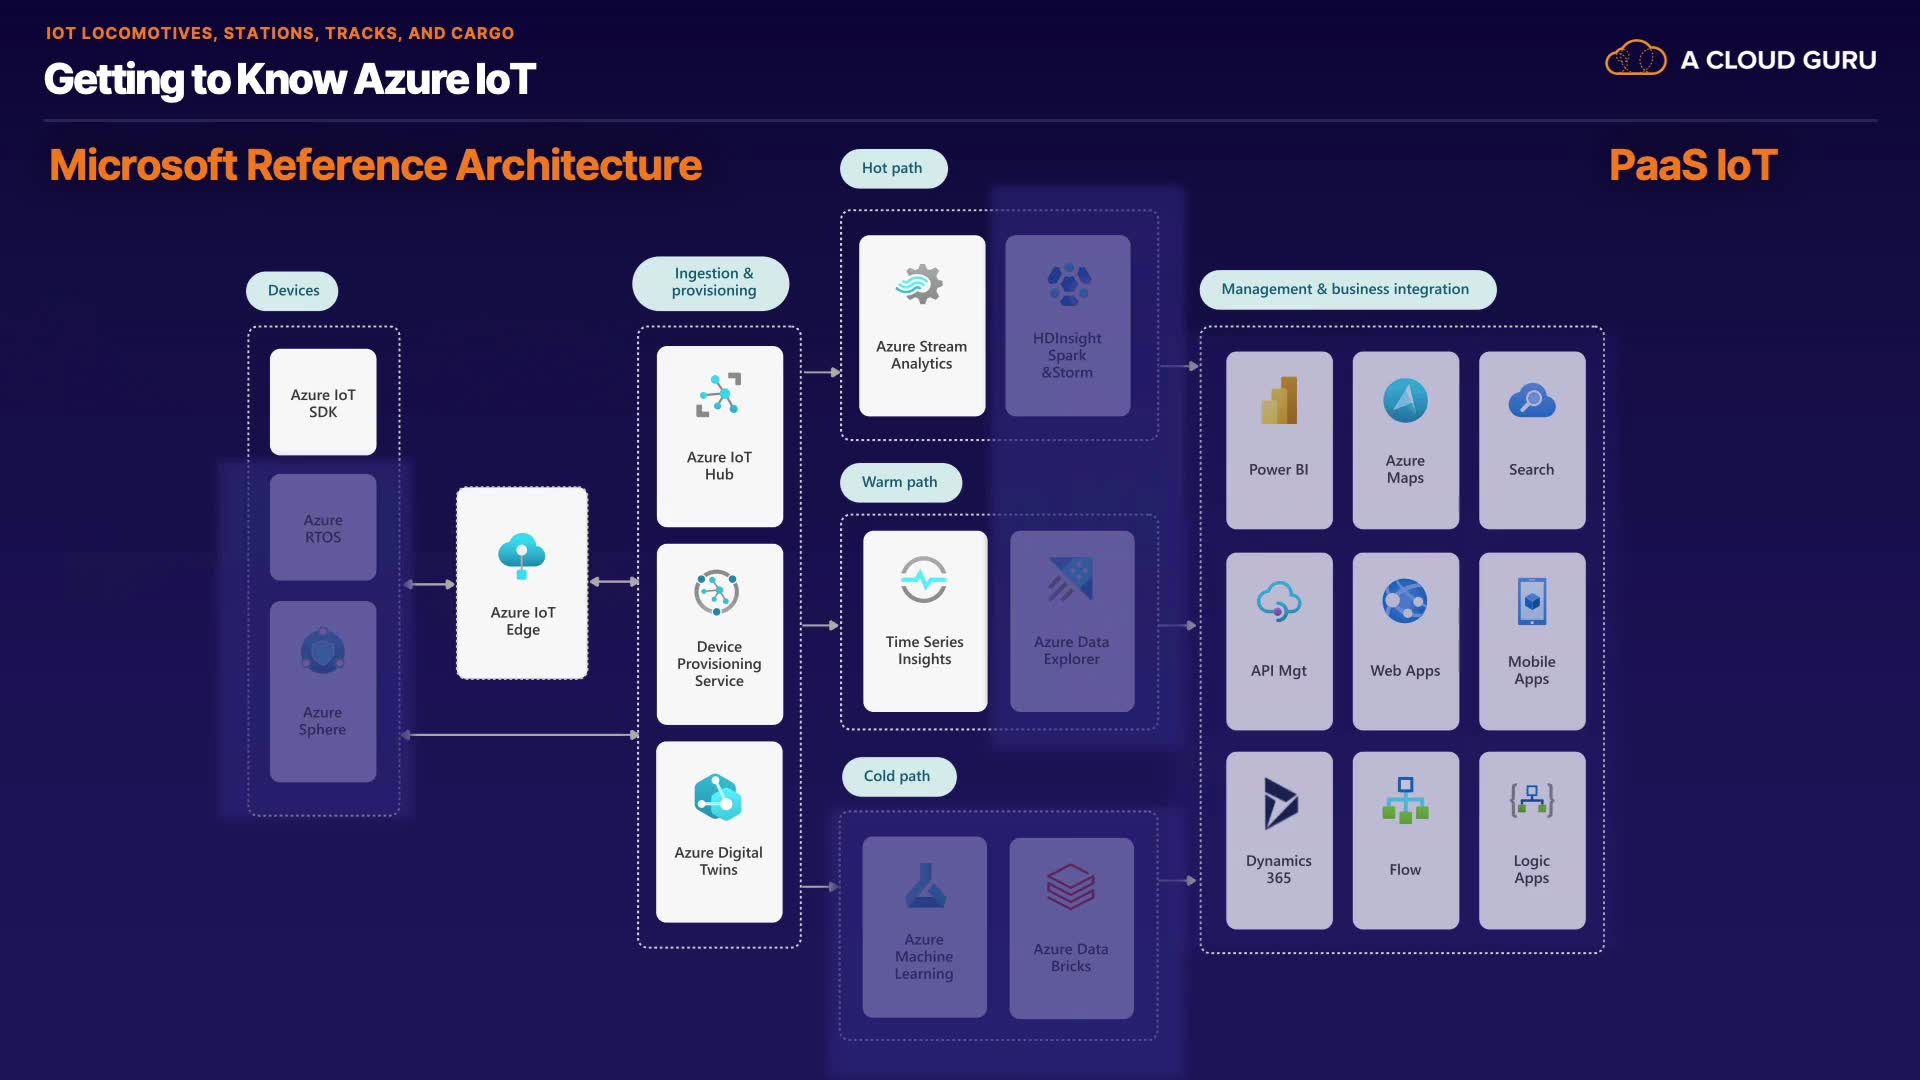 IOT LOCOMOTIVES, STATIONS, TRACKS, AND CARGO
Getting to Know Azure IoT
A CLOUD GURU
Microsoft Reference Architecture
PaaS IoT
Devices
Azure IoT
SDK
Azure
RTOS
Azure
Sphere
Azure IoT
Edge
Ingestion &
provisioning
Azure IoT
Hub
Device
Provisioning
Service
Azure Digital
Twins
Hot path
Azure Stream
Analytics
HDInsight
Spark
&Storm
Warm path
Time Series
Insights
Azure Data
Explorer
Cold path
Azure
Machine
Learning
Azure Data
Bricks
Management & business integration
Power BI
Azure
Maps
Search
API Mgt
Web Apps
Mobile
Apps
Dynamics
365
Flow
Logic
Apps